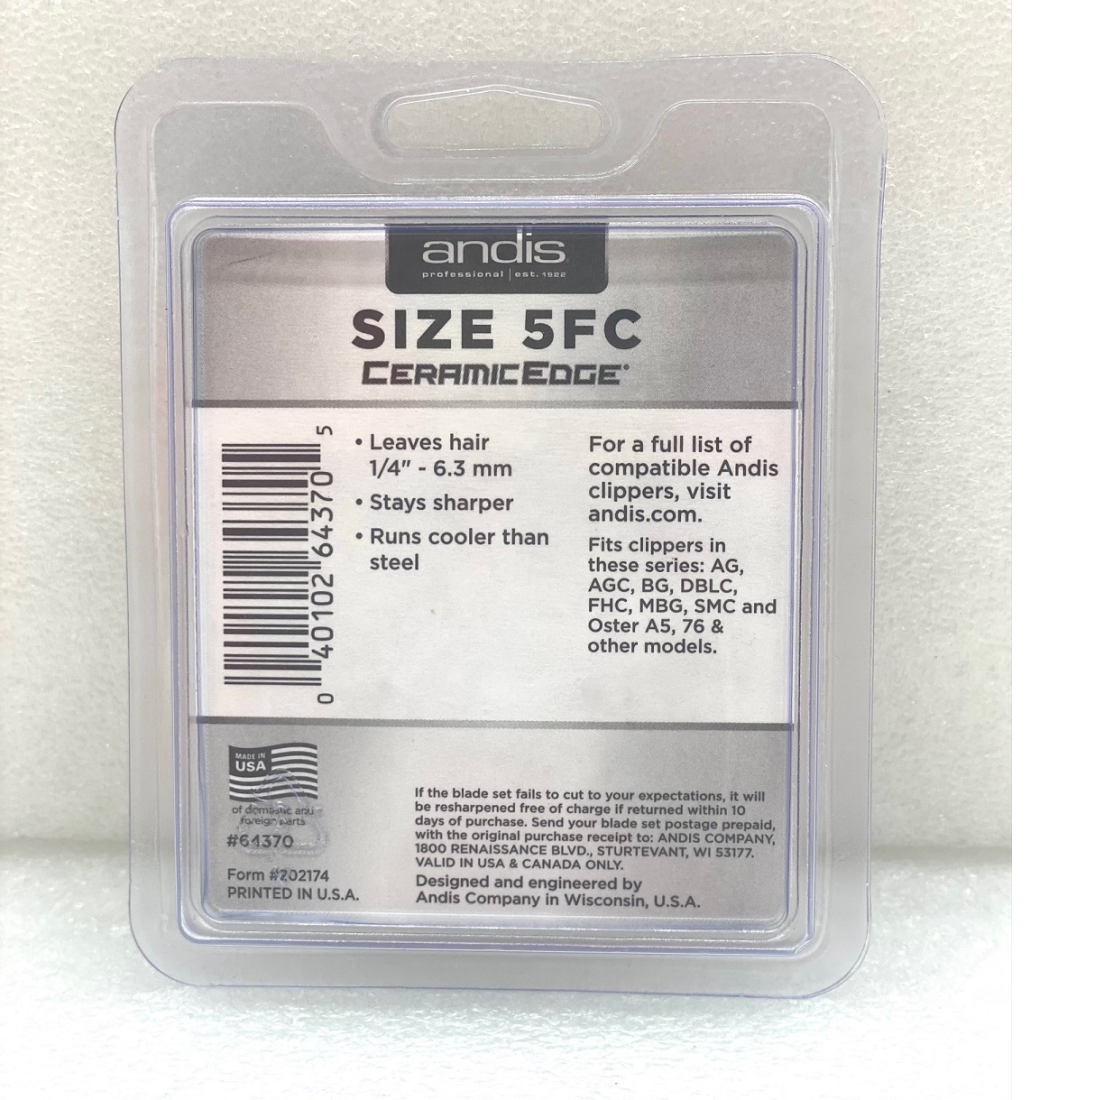 andis
professional | est. 1922
SIZE 5FC
CERAMICEDGE®
0 40102 64370 5
• Leaves hair
1/4" - 6.3 mm
• Stays sharper
• Runs cooler than
steel
For a full list of
compatible Andis
clippers, visit
andis.com.
Fits clippers in
these series: AG,
AGC, BG, DBLC,
FHC, MBG, SMC and
Oster A5, 76 &
other models.
MADE IN
USA
of domestic and
foreign parts
#64370
Form #202174
PRINTED IN U.S.A.
If the blade set fails to cut to your expectations, it will
be resharpened free of charge if returned within 10
days of purchase. Send your blade set postage prepaid,
with the original purchase receipt to: ANDIS COMPANY,
1800 RENAISSANCE BLVD., STURTEVANT, WI 53177.
VALID IN USA & CANADA ONLY.
Designed and engineered by
Andis Company in Wisconsin, U.S.A.